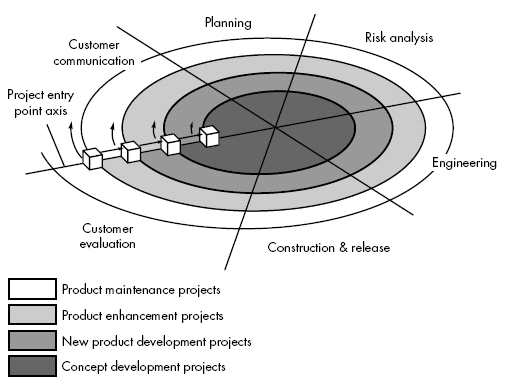 Planning
Risk analysis
Customer
communication
Project entry
point axis
Engineering
Customer
evaluation
Construction & release
Product maintenance projects
Product enhancement projects
New product development projects
Concept development projects